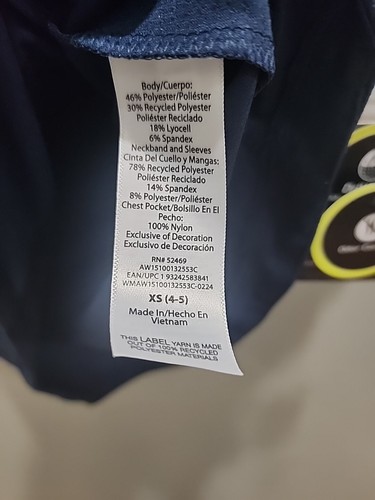 Body/Cuerpo:
46% Polyester/Poliéster
30% Recycled Polyester
Poliéster Reciclado
18% Lyocell
6% Spandex
Neckband and Sleeves
Cinta Del Cuello y Mangas:
78% Recycled Polyester
Poliéster Reciclado
14% Spandex
8% Polyester/Poliéster
Chest Pocket/Bolsillo En El
Pecho:
100% Nylon
Exclusive of Decoration
Exclusivo de Decoración
RN# 52469
AW15100132553C
EAN/UPC 1 93242583841
WMAW15100132553C-0224
XS (4-5)
Made In/Hecho En
Vietnam
THIS LABEL YARN IS MADE
OUT OF 100% RECYCLED
POLYESTER MATERIALS